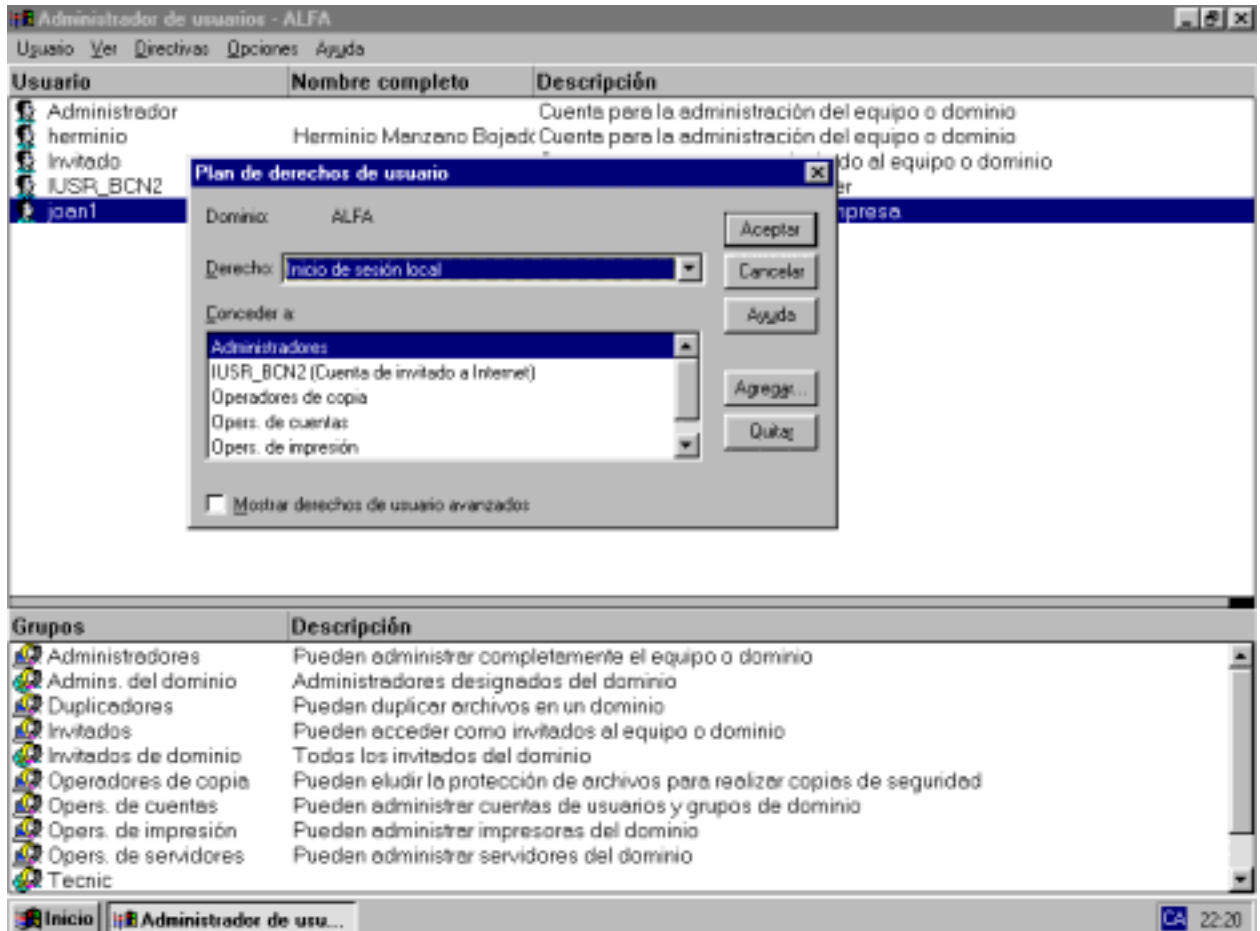 Administrador de usuarios - ALFA
Usuario Ver Directivas Opciones Ayuda
Usuario Nombre completo Descripción
Administrador Cuenta para la administración del equipo o dominio
herminio Herminio Manzano Bojad Cuenta para la administración del equipo o dominio
Invitado do al equipo o dominio
IUSR_BCN2 er
joan1 presa
Plan de derechos de usuario
Dominio: ALFA
Aceptar
Derecho: Inicio de sesión local
Cancelar
Conceder a:
Ayuda
Administradores
IUSR_BCN2 (Cuenta de invitado a Internet)
Operadores de copia
Agregar...
Opers. de cuentas
Quitar
Opers. de impresión
Mostrar derechos de usuario avanzados
Grupos Descripción
Administradores Pueden administrar completamente el equipo o dominio
Admins. del dominio Administradores designados del dominio
Duplicadores Pueden duplicar archivos en un dominio
Invitados Pueden acceder como invitados al equipo o dominio
Invitados de dominio Todos los invitados del dominio
Operadores de copia Pueden eludir la protección de archivos para realizar copias de seguridad
Opers. de cuentas Pueden administrar cuentas de usuarios y grupos de dominio
Opers. de impresión Pueden administrar impresoras del dominio
Opers. de servidores Pueden administrar servidores del dominio
Tecnic
Inicio Administrador de usu... CA 22:20